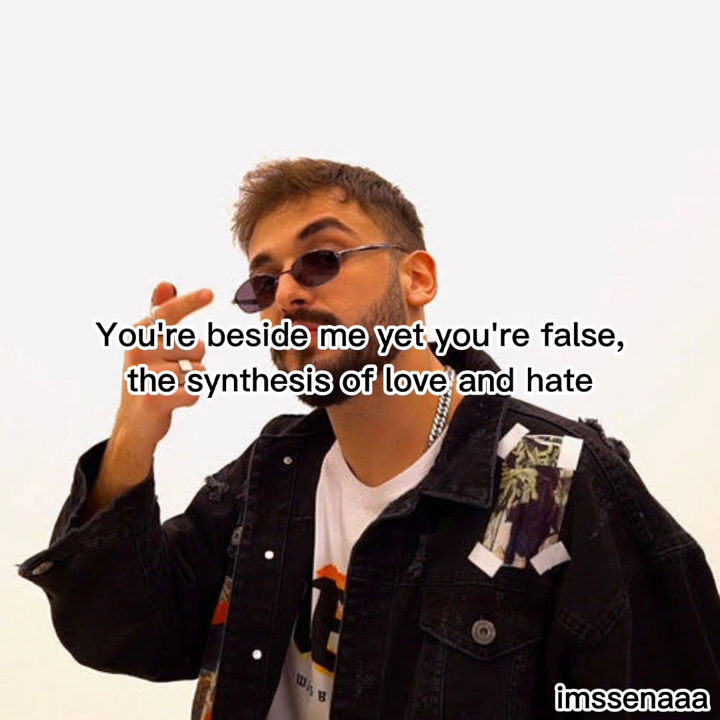 You're beside me yet you're false,
the synthesis of love and hate
imssenaaa